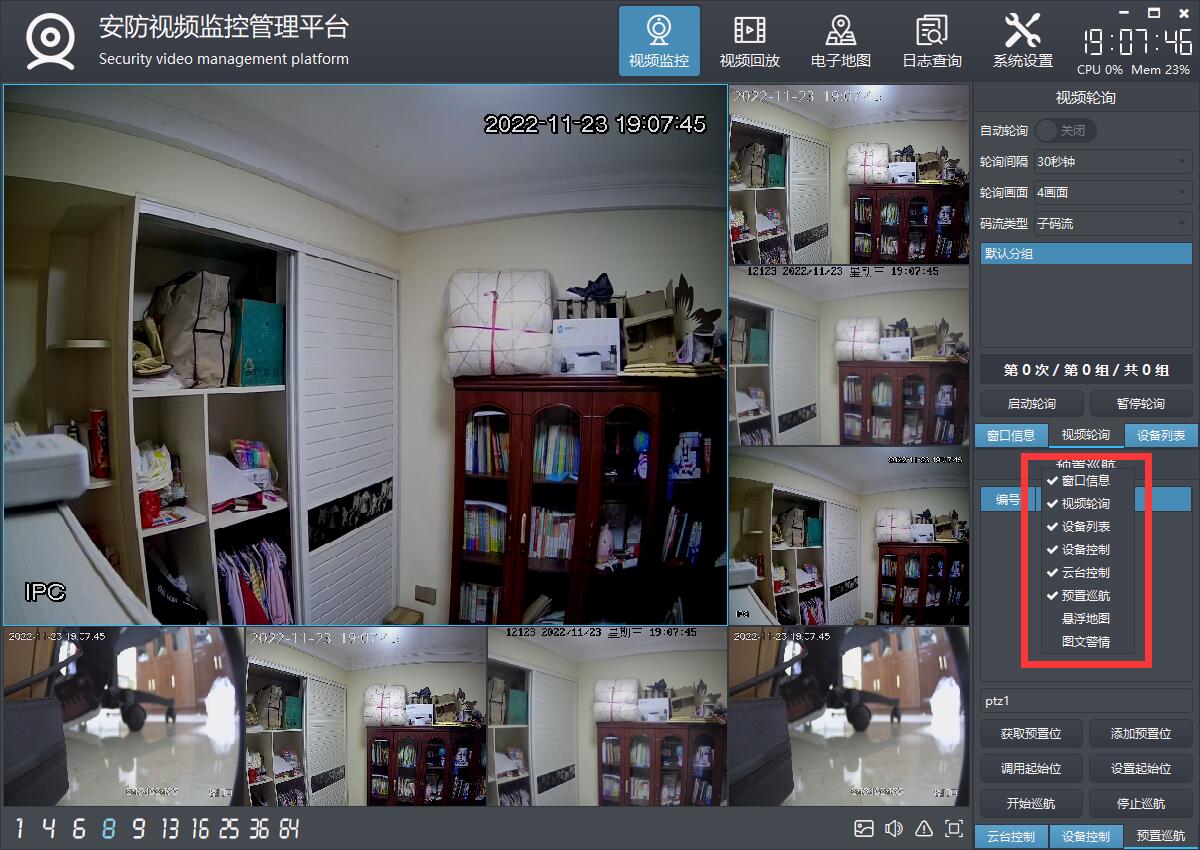 安防视频监控管理平台
Security video management platform
视频监控
视频回放
电子地图
日志查询
系统设置
19:07:46
CPU 0% Mem 23%
2022-11-23 19:07:45
IPC
2022-11-23 19:07:45
12123 2022/11/23 星期三 19:07:45
2022-11-23 19:07:45
IPC
2022-11-23 19:07:45
2022-11-23 19:07:45
12123 2022/11/23 星期三 19:07:45
2022-11-23 19:07:45
视频轮询
自动轮询 关闭
轮询间隔 30秒钟
轮询画面 4画面
码流类型 子码流
默认分组
第 0 次 / 第 0 组 / 共 0 组
启动轮询 暂停轮询
窗口信息 视频轮询 设备列表
预置巡航
编号
窗口信息
视频轮询
设备列表
设备控制
云台控制
预置巡航
悬浮地图
图文警情
ptz1
获取预置位 添加预置位
调用起始位 设置起始位
开始巡航 停止巡航
云台控制 设备控制 预置巡航
1 4 6 8 9 13 16 25 36 64